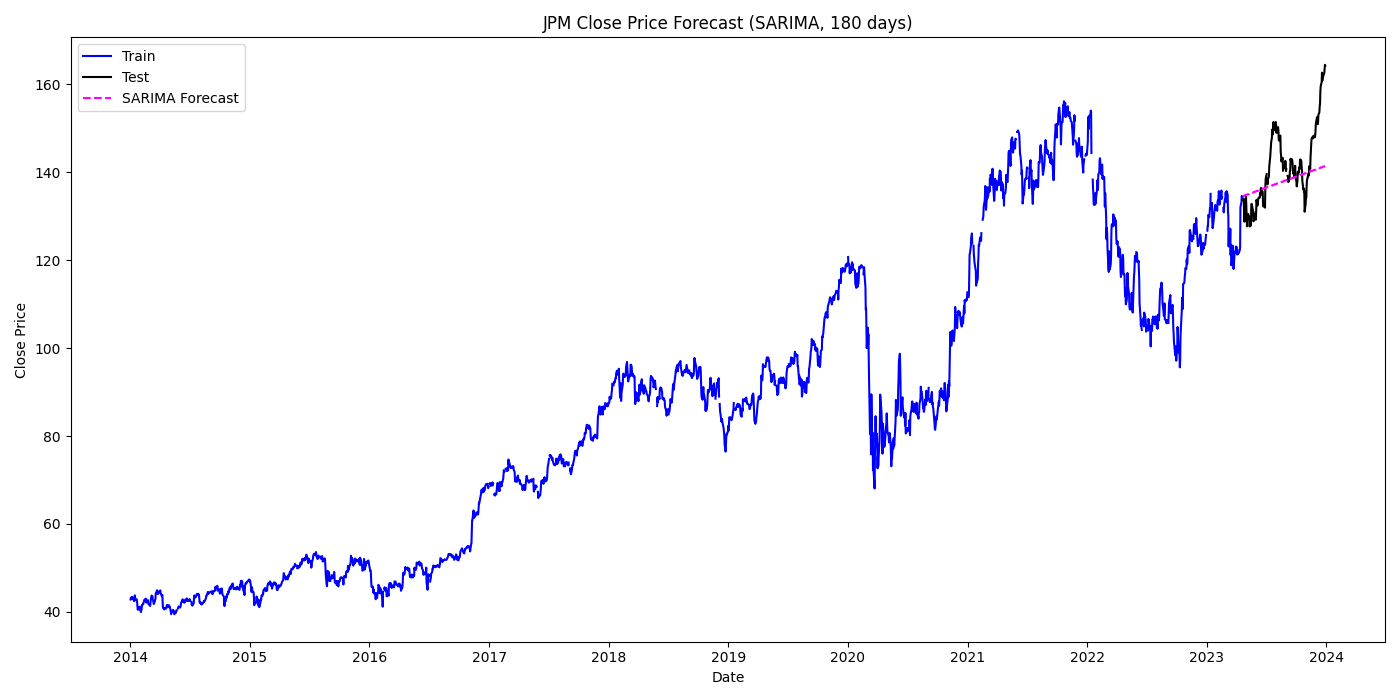 JPM Close Price Forecast (SARIMA, 180 days)
Train
Test
SARIMA Forecast
Close Price
160
140
120
100
80
60
40
2014 2015 2016 2017 2018 2019 2020 2021 2022 2023 2024
Date